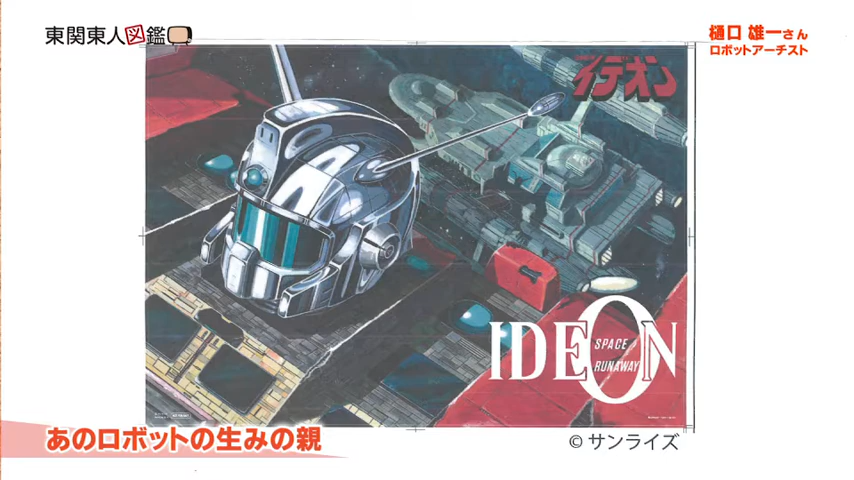 東関東人図鑑
樋口 雄一さん
ロボットアーチスト
イデオン
IDEON
SPACE
RUNAWAY
あのロボットの生みの親
© サンライズ